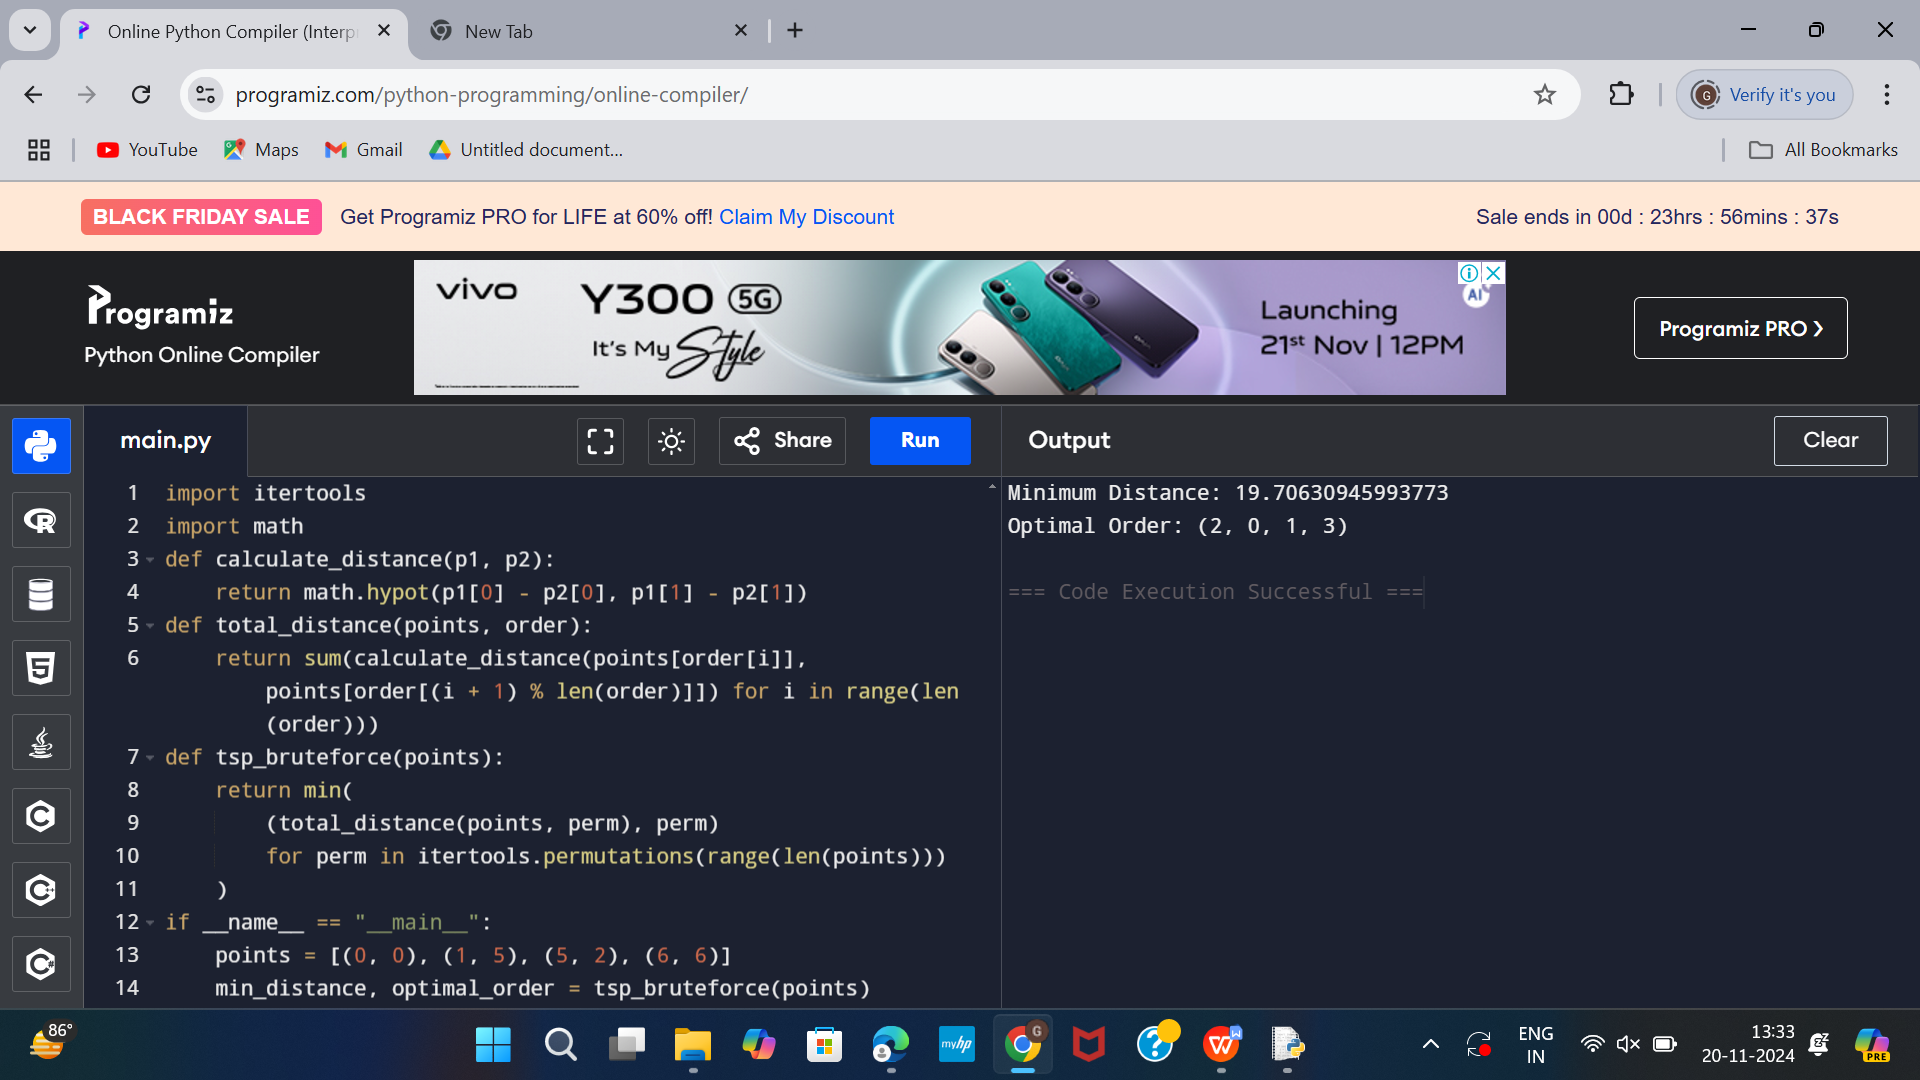 Online Python Compiler (Interp
New Tab
programiz.com/python-programming/online-compiler/
G
Verify it's you
YouTube
Maps
Gmail
Untitled document...
All Bookmarks
BLACK FRIDAY SALE Get Programiz PRO for LIFE at 60% off! Claim My Discount
Sale ends in 00d : 23hrs : 56mins : 37s
Programiz
Python Online Compiler
vivo
Y300 5G
It's My Style
Launching
21st Nov | 12PM
AI
Programiz PRO ❯
main.py
Share
Run
Output
Clear
1 import itertools
2 import math
3 def calculate_distance(p1, p2):
4 return math.hypot(p1[0] - p2[0], p1[1] - p2[1])
5 def total_distance(points, order):
6 return sum(calculate_distance(points[order[i]],
points[order[(i + 1) % len(order)]]) for i in range(len
(order)))
7 def tsp_bruteforce(points):
8 return min(
9 (total_distance(points, perm), perm)
10 for perm in itertools.permutations(range(len(points)))
11 )
12 if __name__ == "__main__":
13 points = [(0, 0), (1, 5), (5, 2), (6, 6)]
14 min_distance, optimal_order = tsp_bruteforce(points)
Minimum Distance: 19.70630945993773
Optimal Order: (2, 0, 1, 3)
=== Code Execution Successful ===
86°
myhp
G
ENG
IN
13:33
20-11-2024
PRE